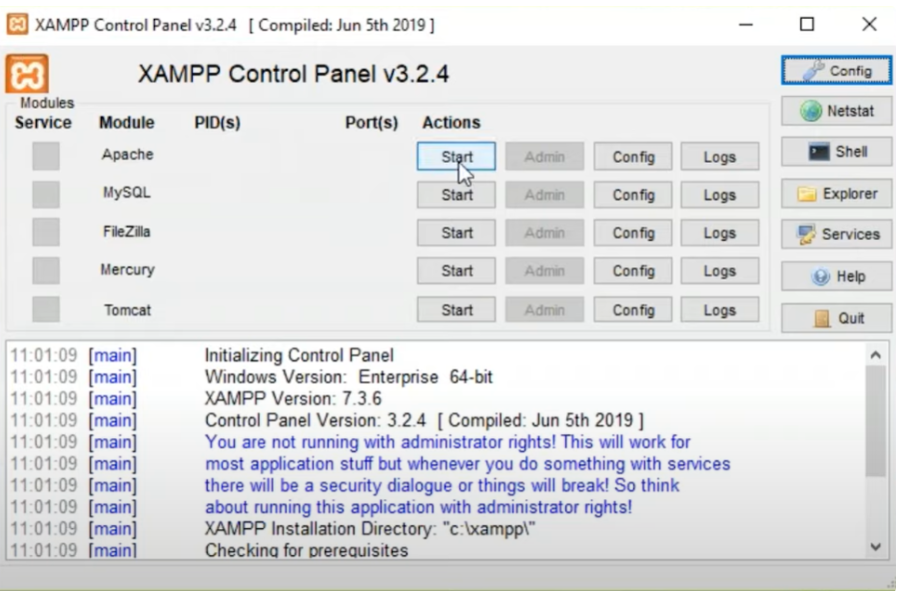 XAMPP Control Panel v3.2.4 [ Compiled: Jun 5th 2019 ]
XAMPP Control Panel v3.2.4
Config
Modules
Service Module PID(s) Port(s) Actions
Netstat
Apache Start Admin Config Logs
Shell
MySQL Start Admin Config Logs
Explorer
FileZilla Start Admin Config Logs
Services
Mercury Start Admin Config Logs
Help
Tomcat Start Admin Config Logs
Quit
11:01:09 [main] Initializing Control Panel
11:01:09 [main] Windows Version: Enterprise 64-bit
11:01:09 [main] XAMPP Version: 7.3.6
11:01:09 [main] Control Panel Version: 3.2.4 [ Compiled: Jun 5th 2019 ]
11:01:09 [main] You are not running with administrator rights! This will work for
11:01:09 [main] most application stuff but whenever you do something with services
11:01:09 [main] there will be a security dialogue or things will break! So think
11:01:09 [main] about running this application with administrator rights!
11:01:09 [main] XAMPP Installation Directory: "c:\xampp\"
11:01:09 [main] Checking for prerequisites